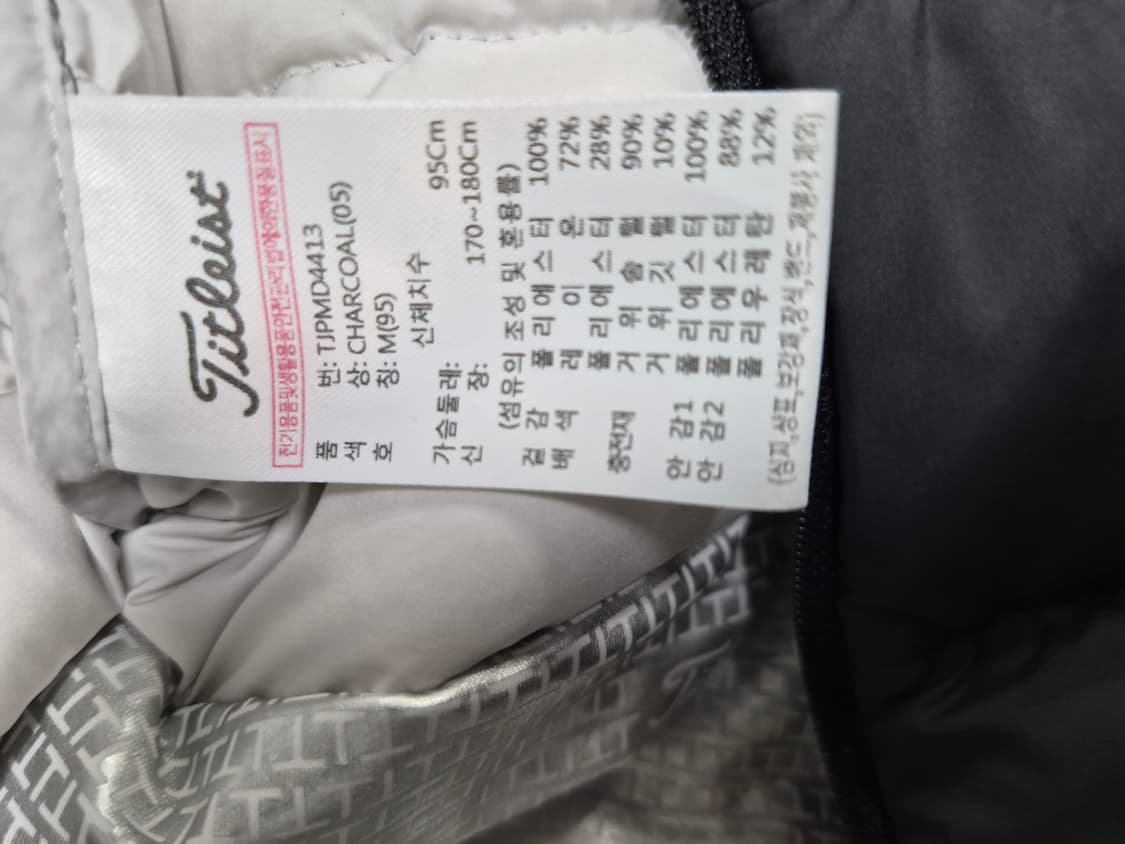 Titleist
전기용품및생활용품안전관리법에의한품질표시
품 번: TJPMD4413
색 상: CHARCOAL(05)
호 칭: M(95)
신체치수
가슴둘레: 95Cm
신 장: 170~180Cm
(섬유의 조성 및 혼용률)
겉 감 폴리에스터 100%
배 색 레이온 72%
폴리에스터 28%
충전재 거위솜털 90%
거위깃털 10%
안 감1 폴리에스터 100%
안 감2 폴리에스터 88%
폴리우레탄 12%
(심지,상표,보강재,장식,밴드,재봉사 제외)